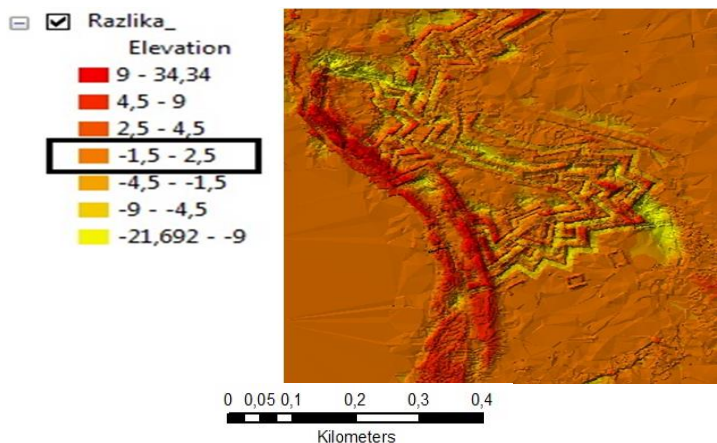 Razlika_
Elevation
9 - 34,34
4,5 - 9
2,5 - 4,5
-1,5 - 2,5
-4,5 - -1,5
-9 - -4,5
-21,692 - -9
0 0,05 0,1 0,2 0,3 0,4
Kilometers